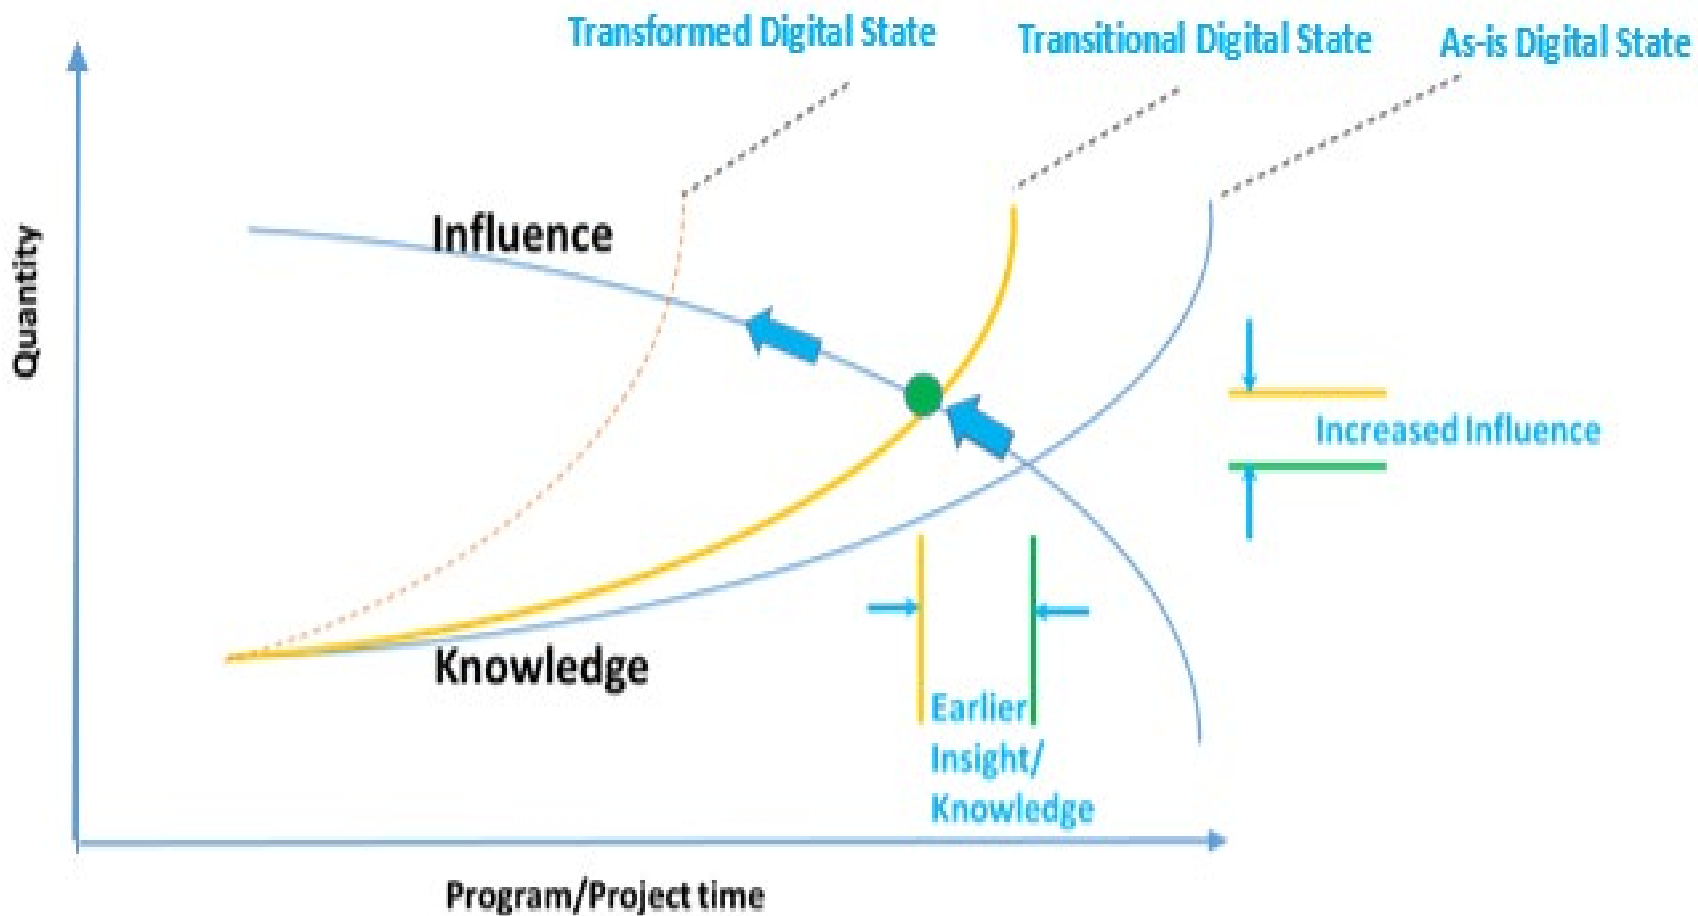 Transformed Digital State
Transitional Digital State
As-is Digital State
Influence
Quantity
Increased Influence
Knowledge
Earlier
Insight/
Knowledge
Program/Project time